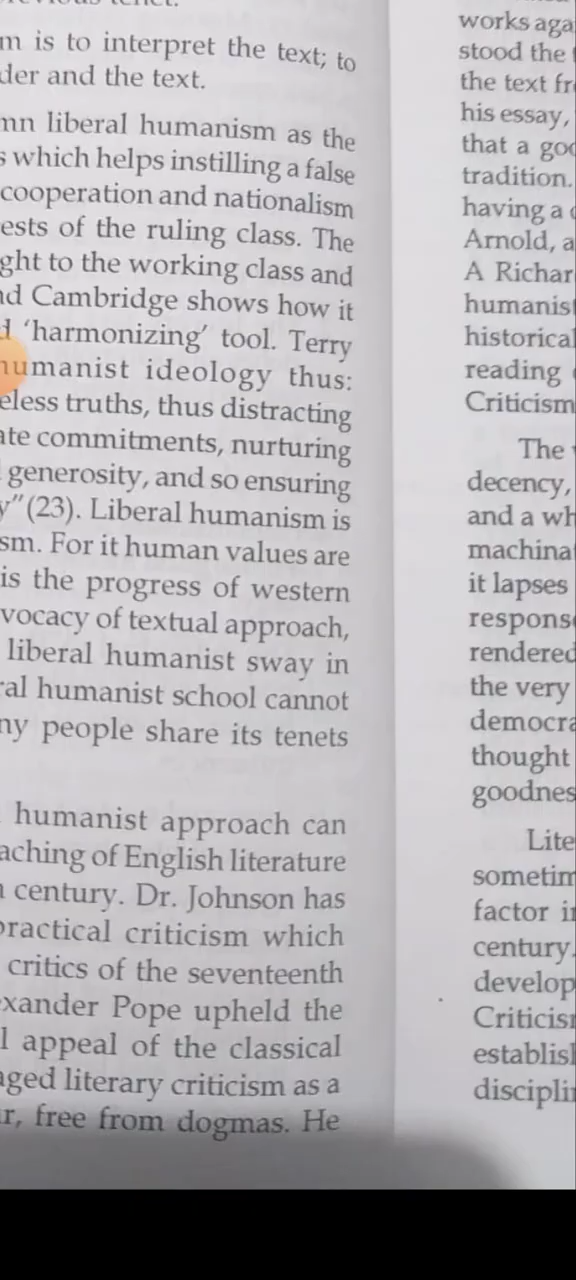 m is to interpret the text; to
der and the text.
mn liberal humanism as the
s which helps instilling a false
cooperation and nationalism
ests of the ruling class. The
ght to the working class and
nd Cambridge shows how it
d 'harmonizing' tool. Terry
humanist ideology thus:
eless truths, thus distracting
ate commitments, nurturing
generosity, and so ensuring
y"(23). Liberal humanism is
sm. For it human values are
is the progress of western
vocacy of textual approach,
liberal humanist sway in
ral humanist school cannot
ny people share its tenets
humanist approach can
aching of English literature
century. Dr. Johnson has
practical criticism which
critics of the seventeenth
exander Pope upheld the
l appeal of the classical
aged literary criticism as a
r, free from dogmas. He
works aga
stood the
the text fr
his essay,
that a goo
tradition.
having a
Arnold, a
A Richar
humanist
historical
reading
Criticism
The
decency,
and a wh
machina
it lapses
respons
rendered
the very
democra
thought
goodnes
Lite
sometim
factor i
century.
develop
Criticis
establis
discipli